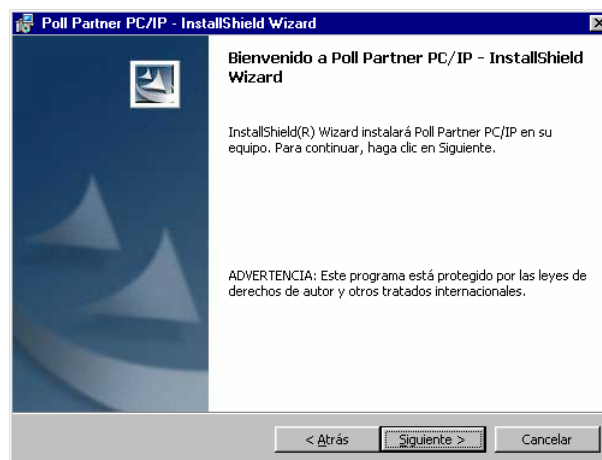 Poll Partner PC/IP - InstallShield Wizard
Bienvenido a Poll Partner PC/IP - InstallShield
Wizard
InstallShield(R) Wizard instalará Poll Partner PC/IP en su
equipo. Para continuar, haga clic en Siguiente.
ADVERTENCIA: Este programa está protegido por las leyes de
derechos de autor y otros tratados internacionales.
< Atrás
Siguiente >
Cancelar